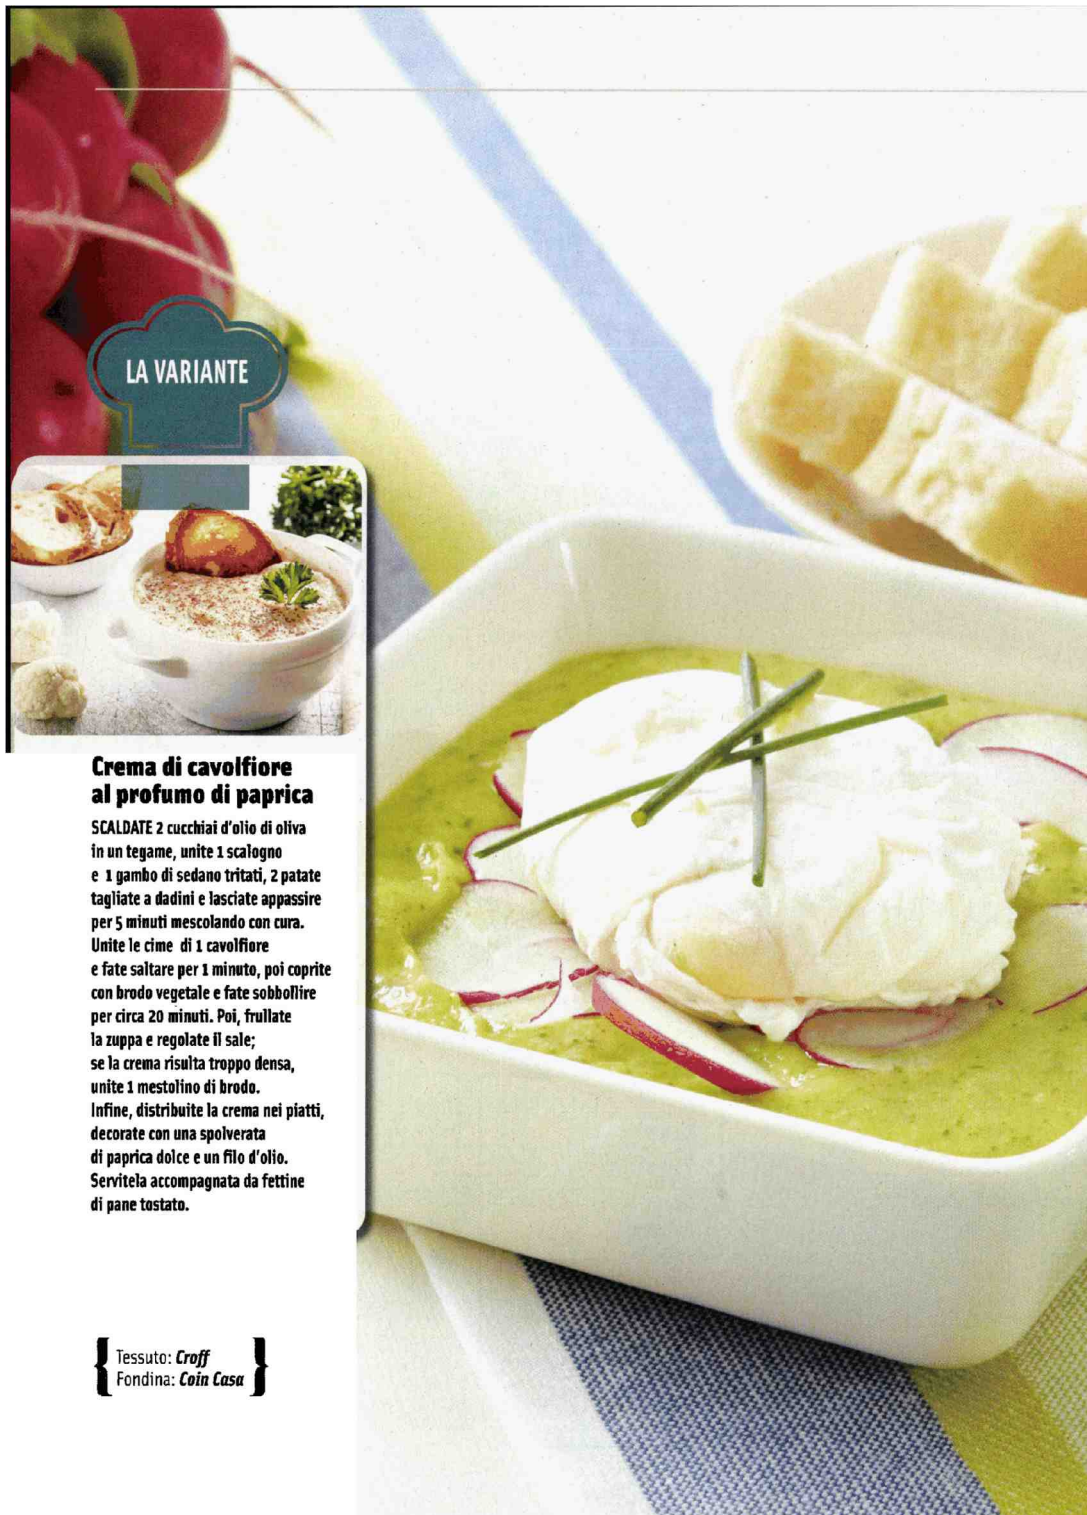 LA VARIANTE
Crema di cavolfiore
al profumo di paprica
SCALDATE 2 cucchiai d'olio di oliva
in un tegame, unite 1 scalogno
e 1 gambo di sedano tritati, 2 patate
tagliate a dadini e lasciate appassire
per 5 minuti mescolando con cura.
Unite le cime di 1 cavolfiore
e fate saltare per 1 minuto, poi coprite
con brodo vegetale e fate sobbollire
per circa 20 minuti. Poi, frullate
la zuppa e regolate il sale;
se la crema risulta troppo densa,
unite 1 mestolino di brodo.
Infine, distribuite la crema nei piatti,
decorate con una spolverata
di paprica dolce e un filo d'olio.
Servitela accompagnata da fettine
di pane tostato.
{ Tessuto: Croff
Fondina: Coin Casa }